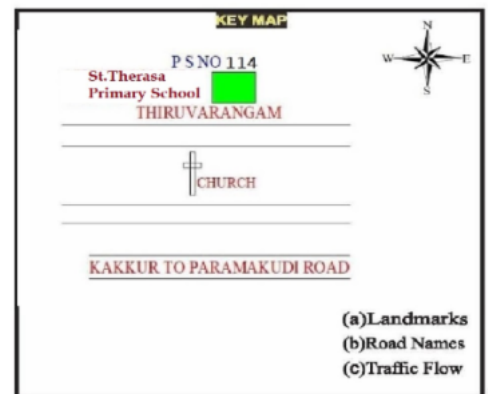 KEY MAP
N
P S NO 114
W E
St.Therasa
Primary School
S
THIRUVARANGAM
CHURCH
KAKKUR TO PARAMAKUDI ROAD
(a)Landmarks
(b)Road Names
(c)Traffic Flow